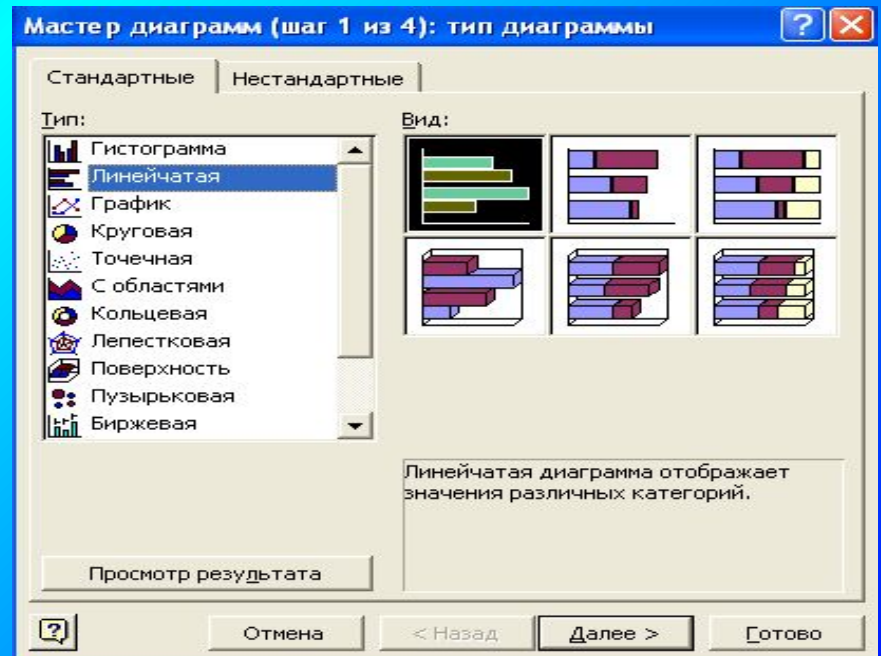 Мастер диаграмм (шаг 1 из 4): тип диаграммы
Стандартные
Нестандартные
Тип:
Гистограмма
Линейчатая
График
Круговая
Точечная
С областями
Кольцевая
Лепестковая
Поверхность
Пузырьковая
Биржевая
Вид:
Линейчатая диаграмма отображает
значения различных категорий.
Просмотр результата
Отмена
< Назад
Далее >
Готово